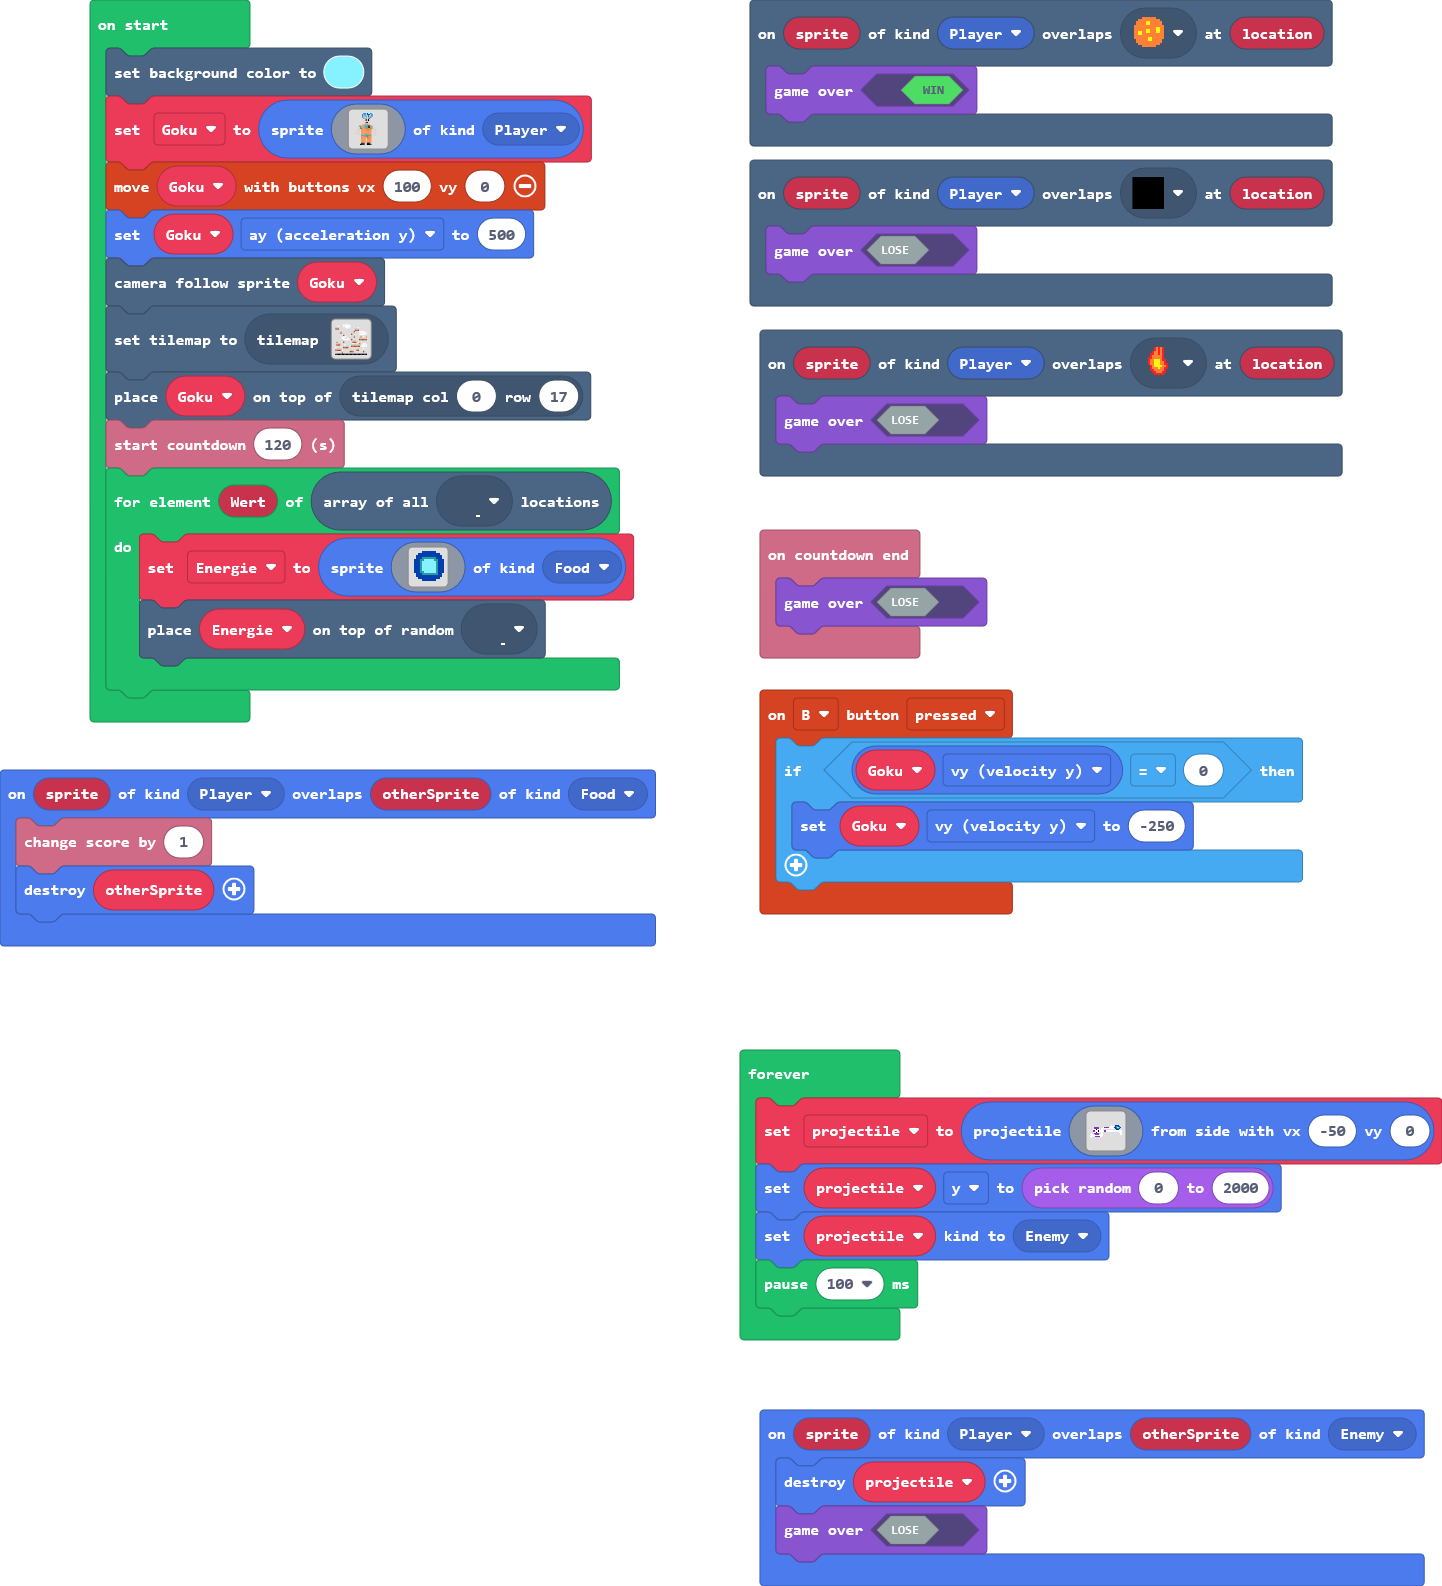 on start
set background color to
set Goku to sprite of kind Player
move Goku with buttons vx 100 vy 0
set Goku ay (acceleration y) to 500
camera follow sprite Goku
set tilemap to tilemap
place Goku on top of tilemap col 0 row 17
start countdown 120 (s)
for element Wert of array of all locations
do
set Energie to sprite of kind Food
place Energie on top of random
on sprite of kind Player overlaps otherSprite of kind Food
change score by 1
destroy otherSprite
on sprite of kind Player overlaps at location
game over WIN
on sprite of kind Player overlaps at location
game over LOSE
on sprite of kind Player overlaps at location
game over LOSE
on countdown end
game over LOSE
on B button pressed
if Goku vy (velocity y) = 0 then
set Goku vy (velocity y) to -250
forever
set projectile to projectile from side with vx -50 vy 0
set projectile y to pick random 0 to 2000
set projectile kind to Enemy
pause 100 ms
on sprite of kind Player overlaps otherSprite of kind Enemy
destroy projectile
game over LOSE